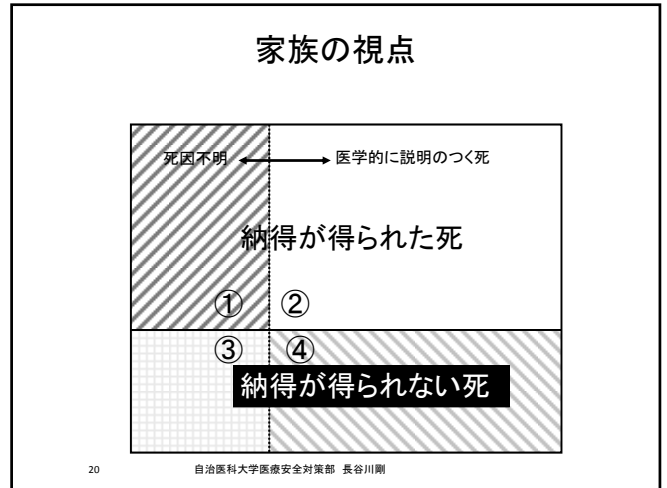 家族の視点
死因不明 医学的に説明のつく死
納得が得られた死
① ②
③ ④
納得が得られない死
20 自治医科大学医療安全対策部 長谷川剛